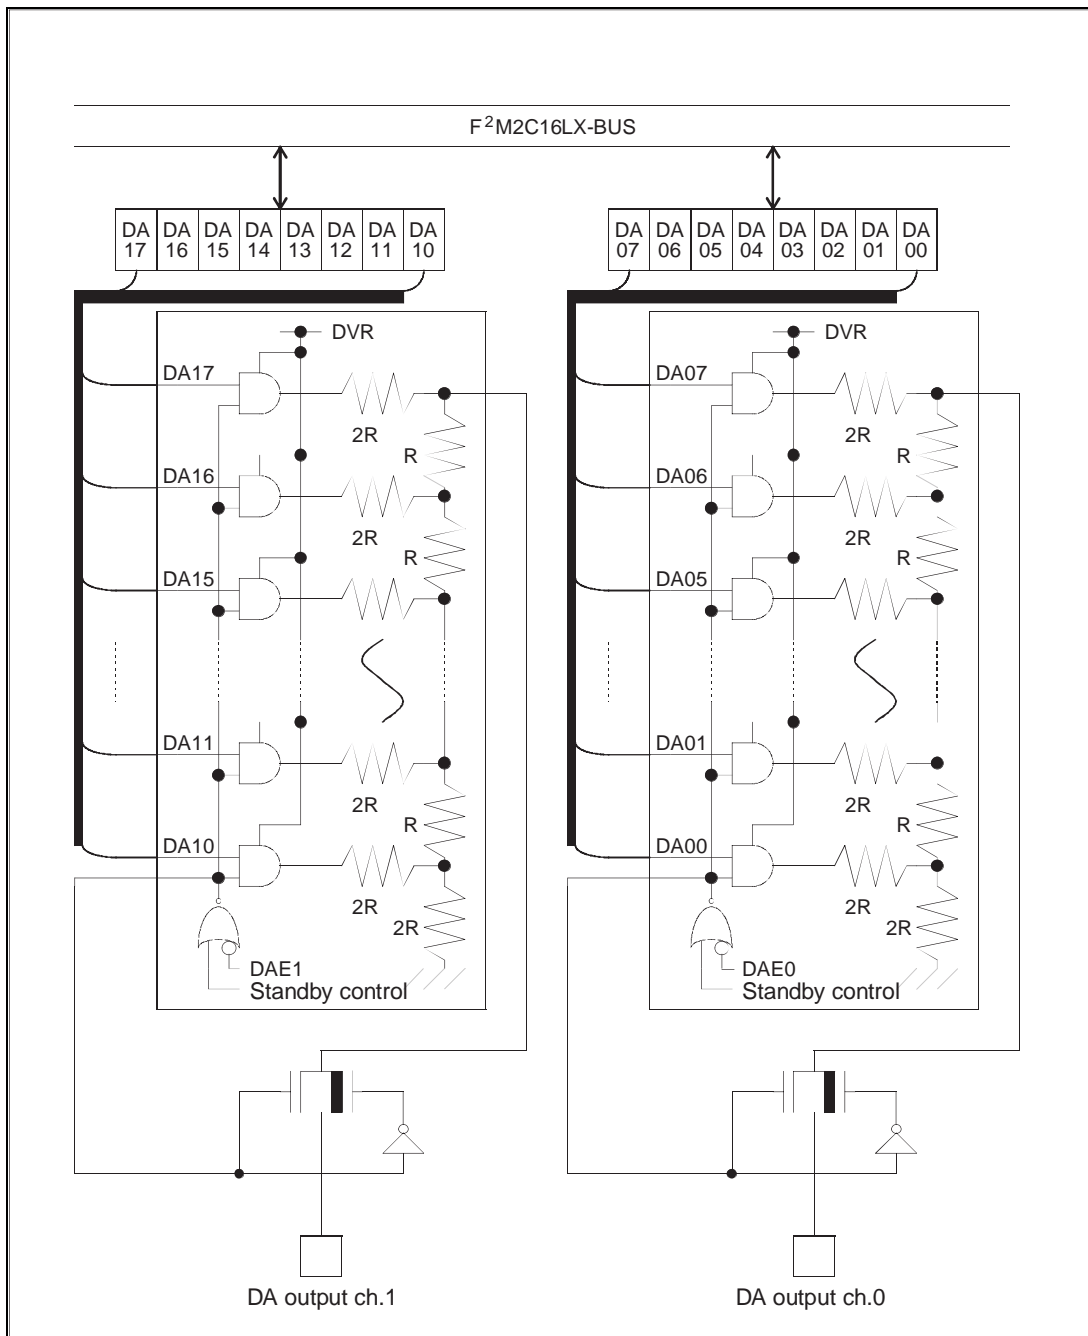 F2M2C16LX-BUS
DA 17 DA 16 DA 15 DA 14 DA 13 DA 12 DA 11 DA 10
DA 07 DA 06 DA 05 DA 04 DA 03 DA 02 DA 01 DA 00
DVR
DA17
2R
R
DA16
2R
R
DA15
DA11
2R
R
DA10
2R
2R
DAE1
Standby control
DVR
DA07
2R
R
DA06
2R
R
DA05
DA01
2R
R
DA00
2R
2R
DAE0
Standby control
DA output ch.1
DA output ch.0